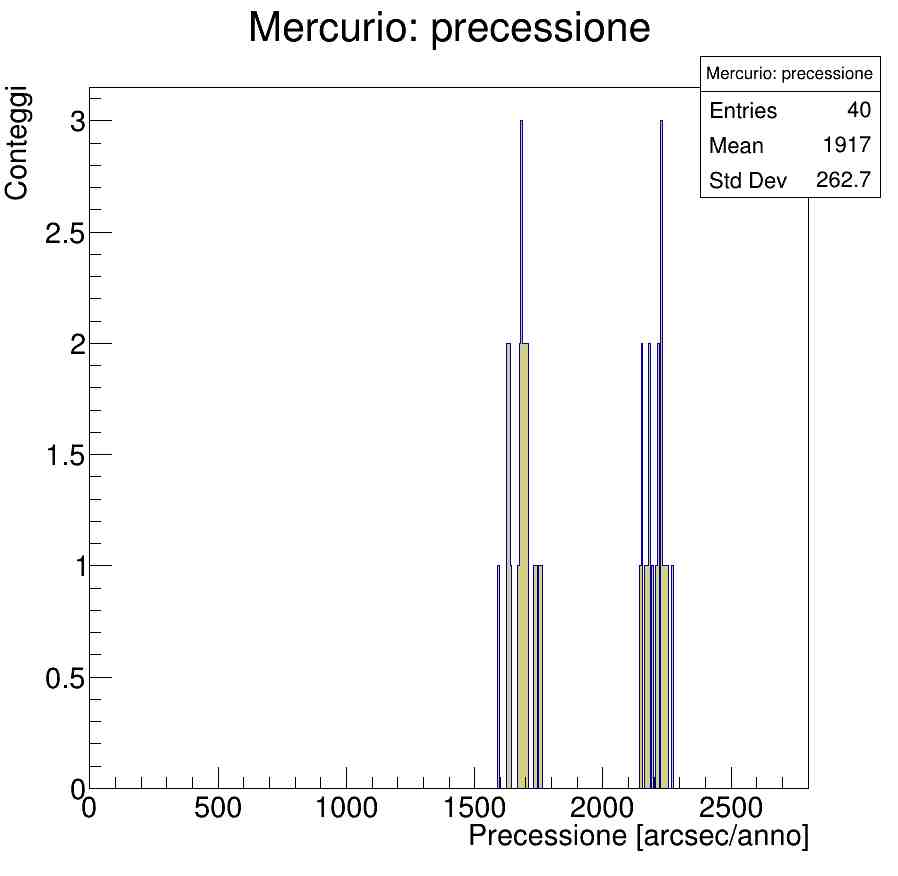 Mercurio: precessione
Mercurio: precessione
Entries 40
Mean 1917
Std Dev 262.7
Conteggi
3
2.5
2
1.5
1
0.5
0
0 500 1000 1500 2000 2500
Precessione [arcsec/anno]